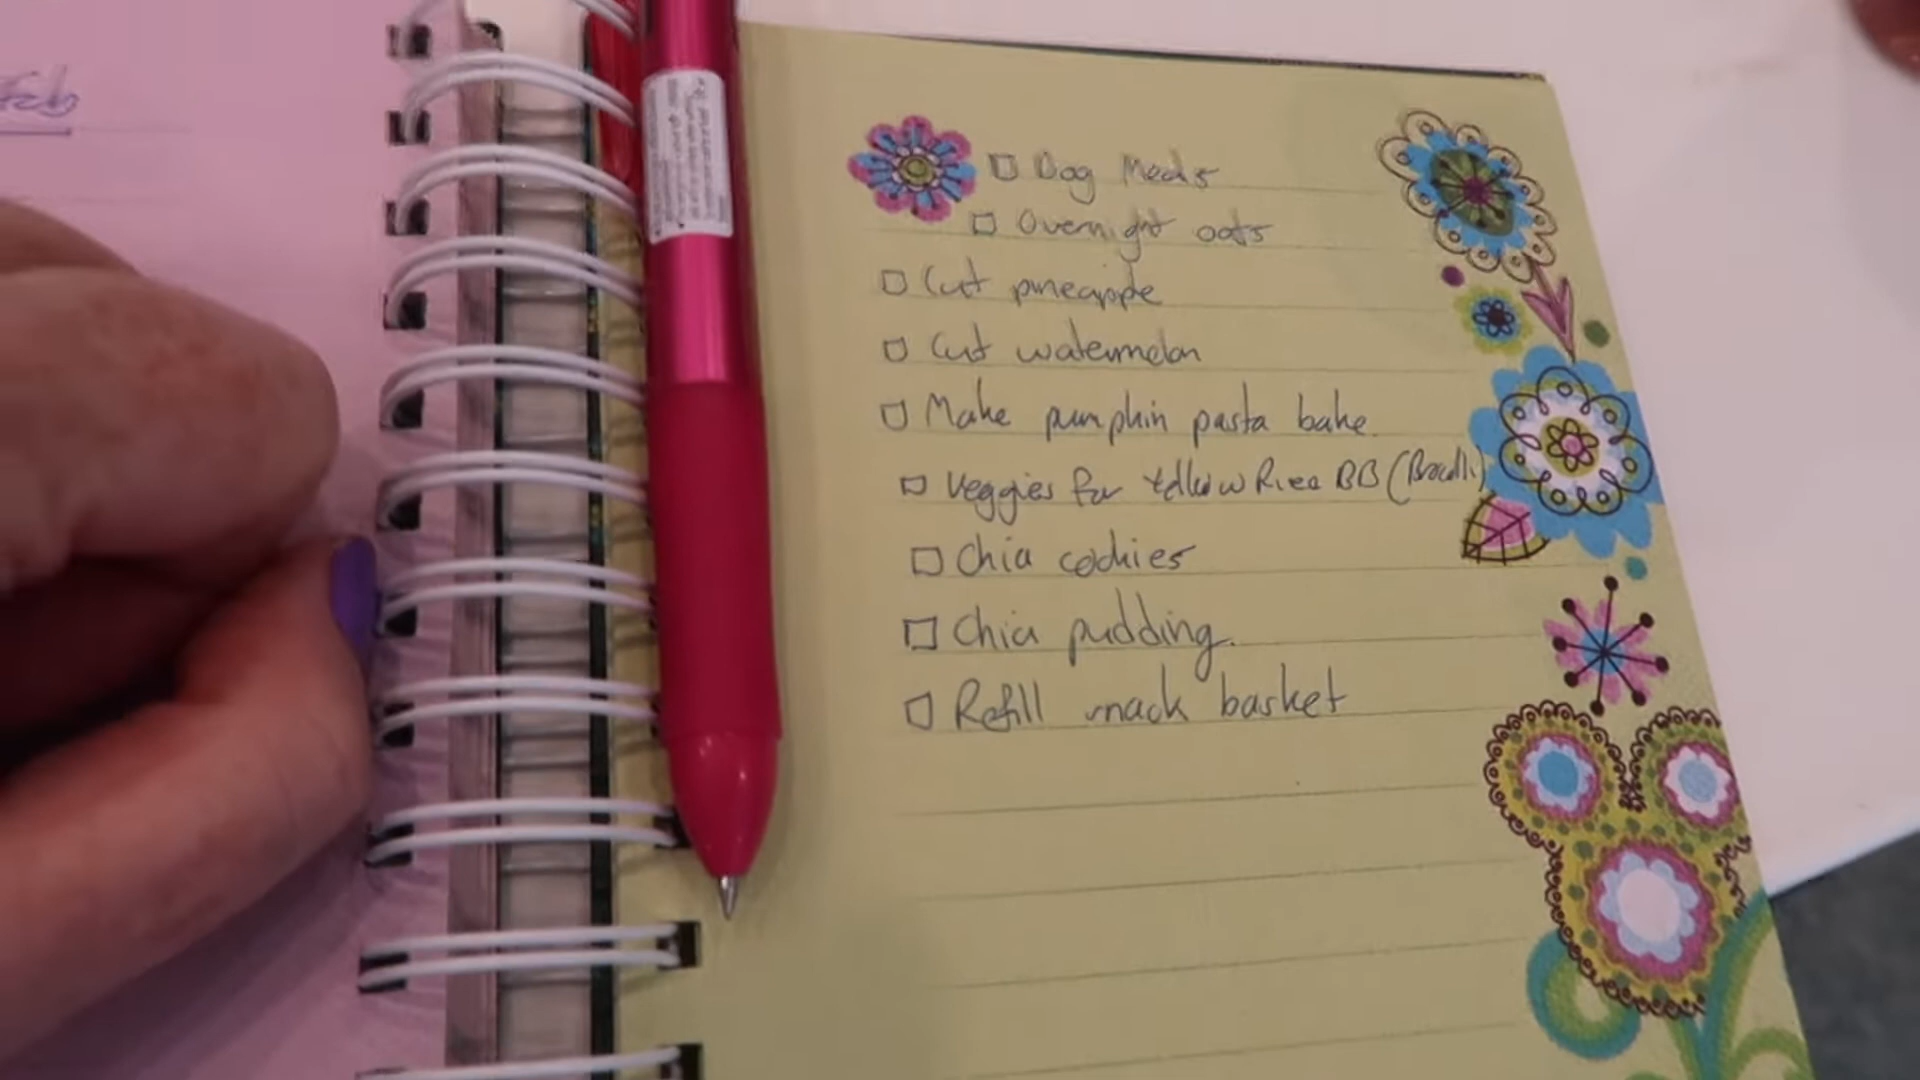 Dog Meals
Overnight oats
Cut pineapple
Cut watermelon
Make pumpkin pasta bake.
Veggies for Yellow Rice BB (Brocolli)
Chia cookies
Chia pudding.
Refill snack basket